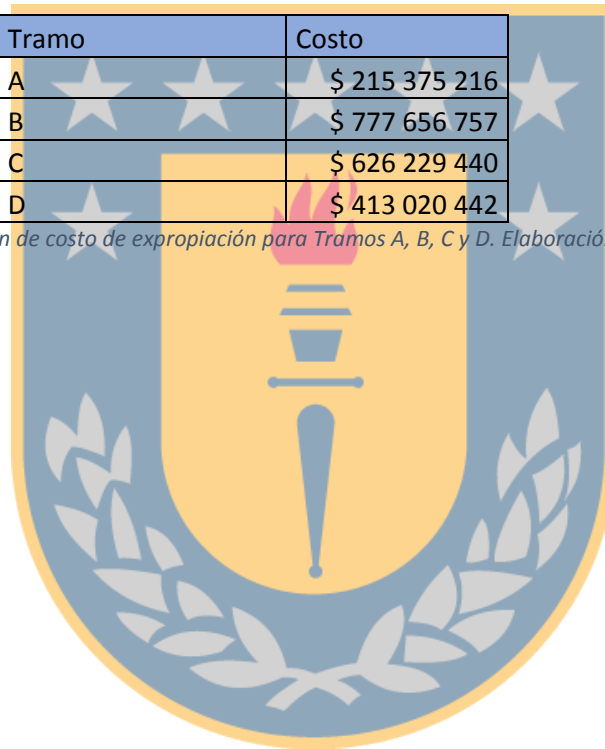 Tramo Costo
A $ 215 375 216
B $ 777 656 757
C $ 626 229 440
D $ 413 020 442
de costo de expropiación para Tramos A, B, C y D.